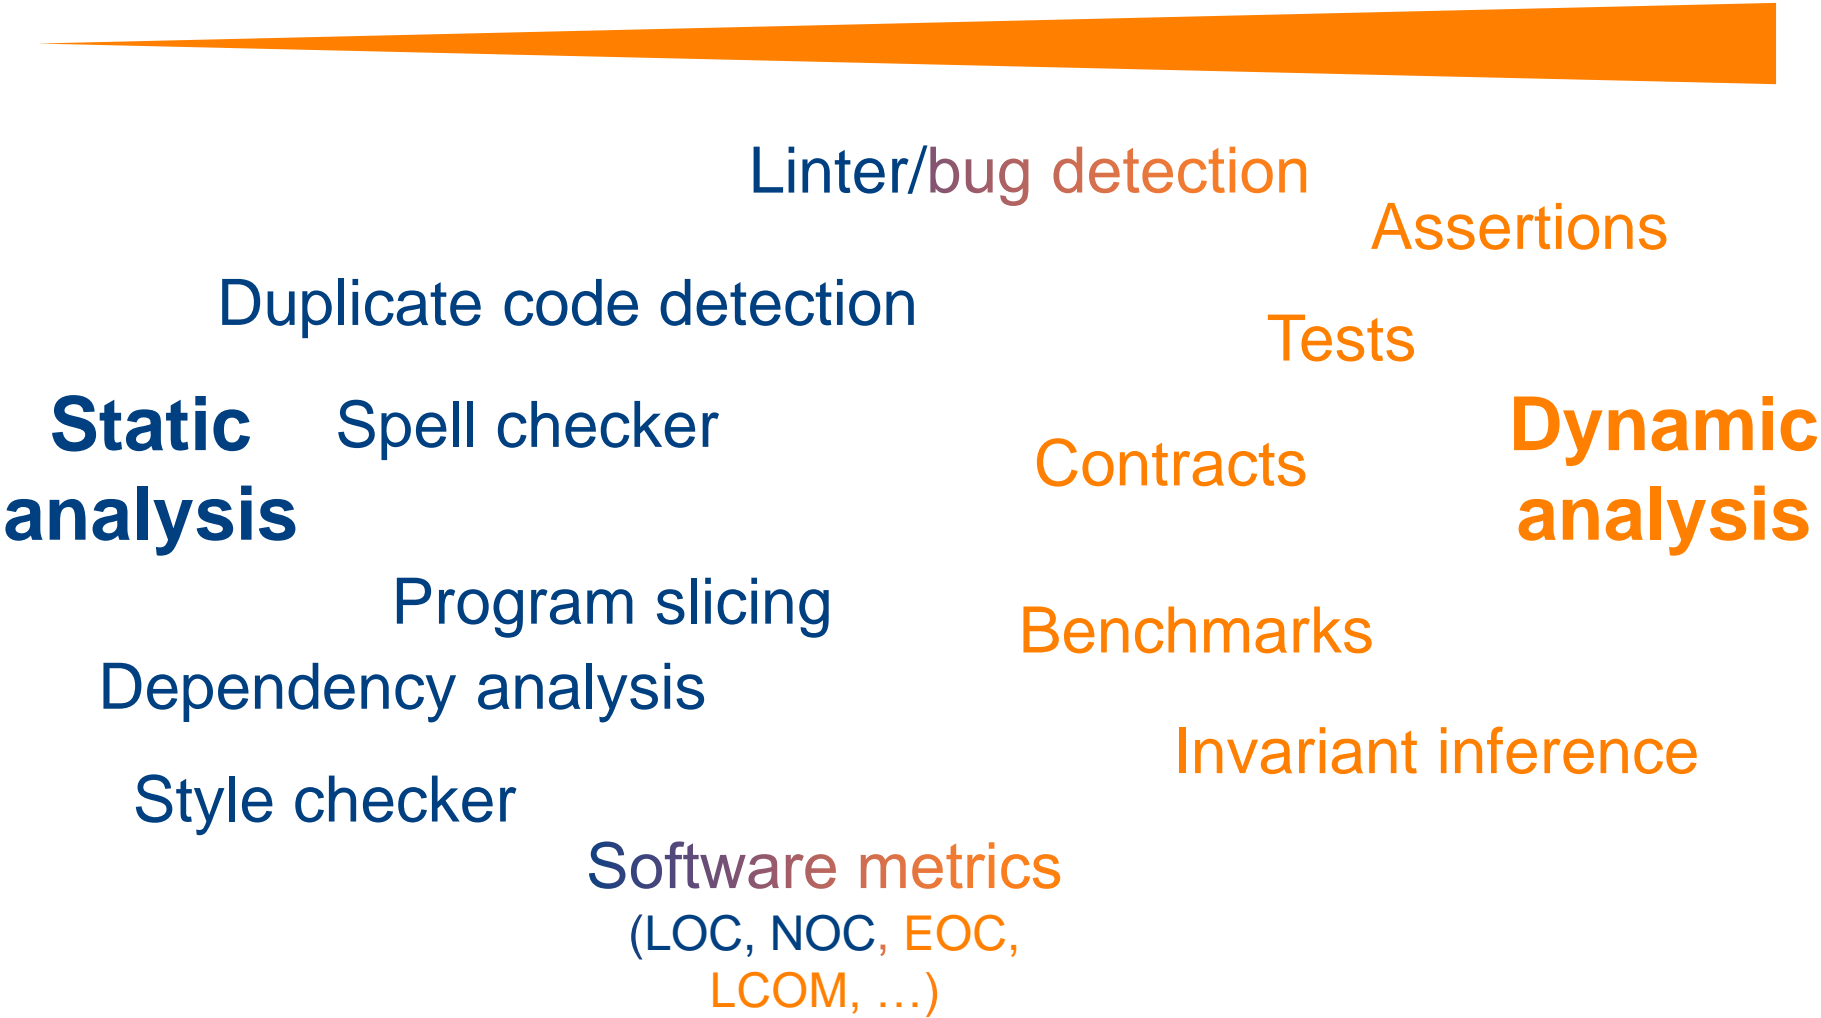 Linter/bug detection
Assertions
Duplicate code detection
Tests
Static
analysis
Spell checker
Contracts
Dynamic
analysis
Program slicing
Benchmarks
Dependency analysis
Invariant inference
Style checker
Software metrics
(LOC, NOC, EOC,
LCOM, …)